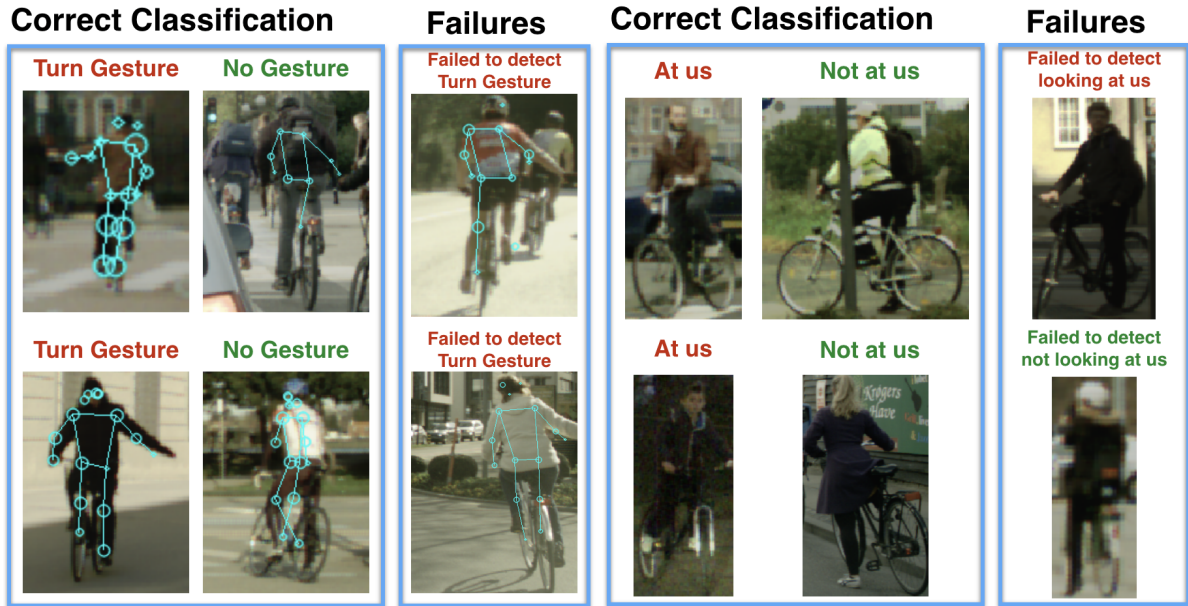 Correct Classification
Failures
Correct Classification
Failures
Turn Gesture
No Gesture
Failed to detect
Turn Gesture
At us
Not at us
Failed to detect
looking at us
Turn Gesture
No Gesture
Failed to detect
Turn Gesture
At us
Not at us
Failed to detect
not looking at us
Krögers
Have